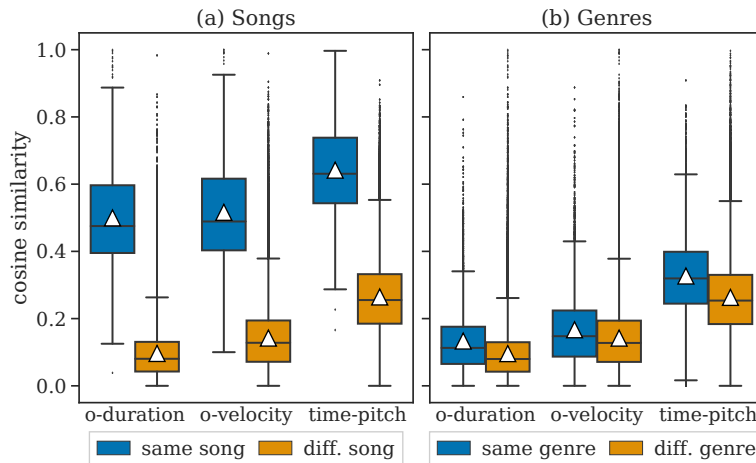 (a) Songs
(b) Genres
cosine similarity
1.0
0.8
0.6
0.4
0.2
0.0
o-duration o-velocity time-pitch
o-duration o-velocity time-pitch
same song diff. song
same genre diff. genre